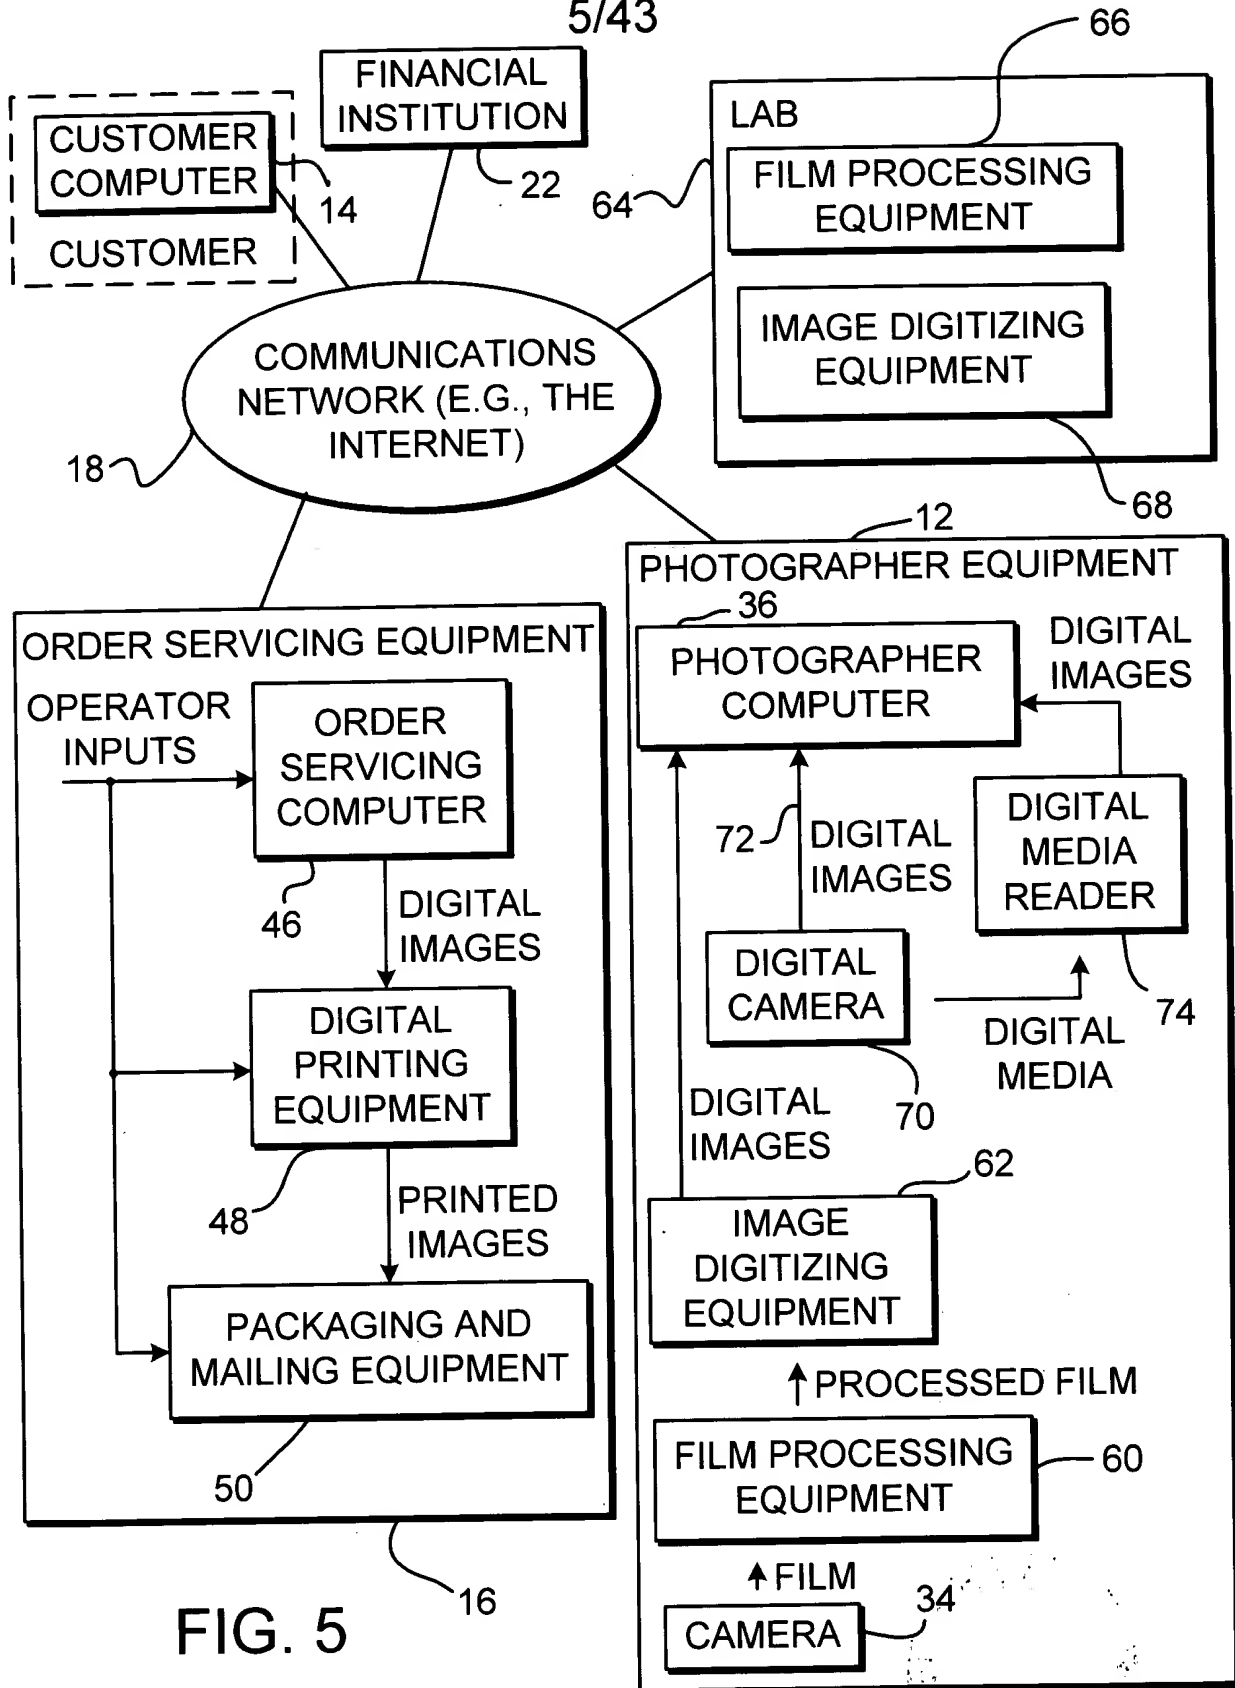 5/43
FINANCIAL
INSTITUTION
22
CUSTOMER
COMPUTER
14
CUSTOMER
66
LAB
FILM PROCESSING
EQUIPMENT
64
IMAGE DIGITIZING
EQUIPMENT
68
COMMUNICATIONS
NETWORK (E.G., THE
INTERNET)
18
ORDER SERVICING EQUIPMENT
OPERATOR
INPUTS
ORDER
SERVICING
COMPUTER
46
DIGITAL
IMAGES
DIGITAL
PRINTING
EQUIPMENT
48
PRINTED
IMAGES
PACKAGING AND
MAILING EQUIPMENT
50
16
12
PHOTOGRAPHER EQUIPMENT
36
PHOTOGRAPHER
COMPUTER
DIGITAL
IMAGES
72
DIGITAL
IMAGES
DIGITAL
MEDIA
READER
74
DIGITAL
CAMERA
70
DIGITAL
MEDIA
DIGITAL
IMAGES
62
IMAGE
DIGITIZING
EQUIPMENT
PROCESSED FILM
FILM PROCESSING
EQUIPMENT
60
FILM
CAMERA
34
FIG. 5